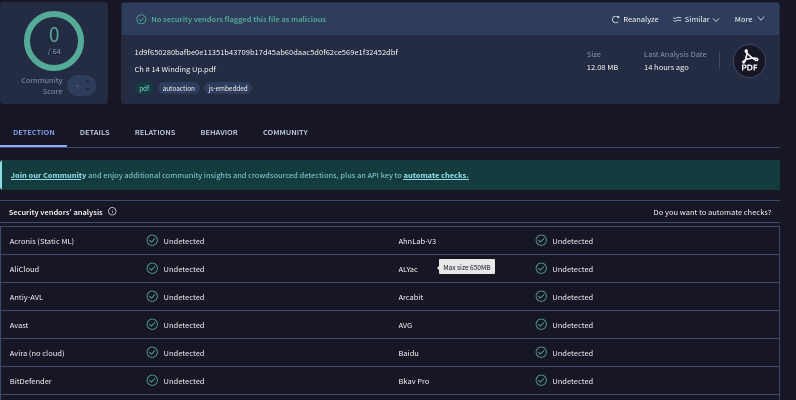 0
/ 64
Community
Score
-
No security vendors flagged this file as malicious
Reanalyze
Similar
More
1d9f650280bafbe0e11351b43709b17d45ab60daac5d0f62ce569e1f32452dbf
Ch # 14 Winding Up.pdf
pdf
autoaction
js-embedded
Size
12.08 MB
Last Analysis Date
14 hours ago
PDF
DETECTION
DETAILS
RELATIONS
BEHAVIOR
COMMUNITY
Join our Community and enjoy additional community insights and crowdsourced detections, plus an API key to automate checks.
Security vendors' analysis
Do you want to automate checks?
Acronis (Static ML) Undetected AhnLab-V3 Undetected
AliCloud Undetected ALYac Max size 650MB Undetected
Antiy-AVL Undetected Arcabit Undetected
Avast Undetected AVG Undetected
Avira (no cloud) Undetected Baidu Undetected
BitDefender Undetected Bkav Pro Undetected